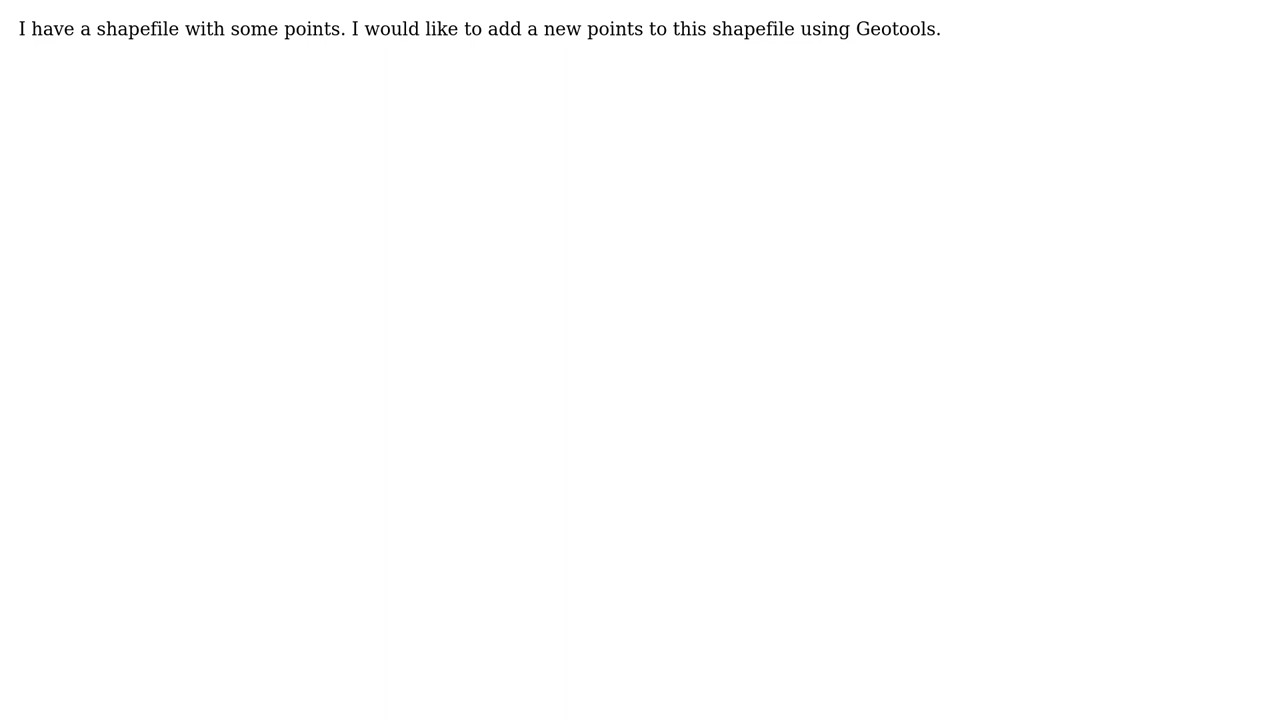 I have a shapefile with some points. I would like to add a new points to this shapefile using Geotools.